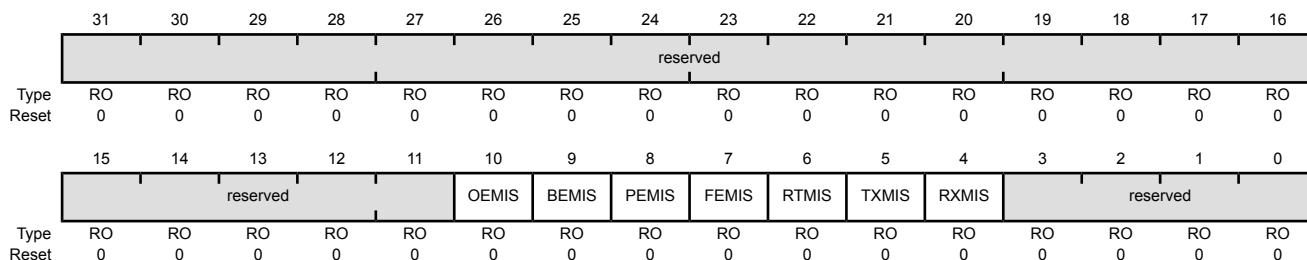 31 30 29 28 27 26 25 24 23 22 21 20 19 18 17 16
reserved
Type RO RO RO RO RO RO RO RO RO RO RO RO RO RO RO RO
Reset 0 0 0 0 0 0 0 0 0 0 0 0 0 0 0 0
15 14 13 12 11 10 9 8 7 6 5 4 3 2 1 0
reserved OEMIS BEMIS PEMIS FEMIS RTMIS TXMIS RXMIS reserved
Type RO RO RO RO RO RO RO RO RO RO RO RO RO RO RO RO
Reset 0 0 0 0 0 0 0 0 0 0 0 0 0 0 0 0